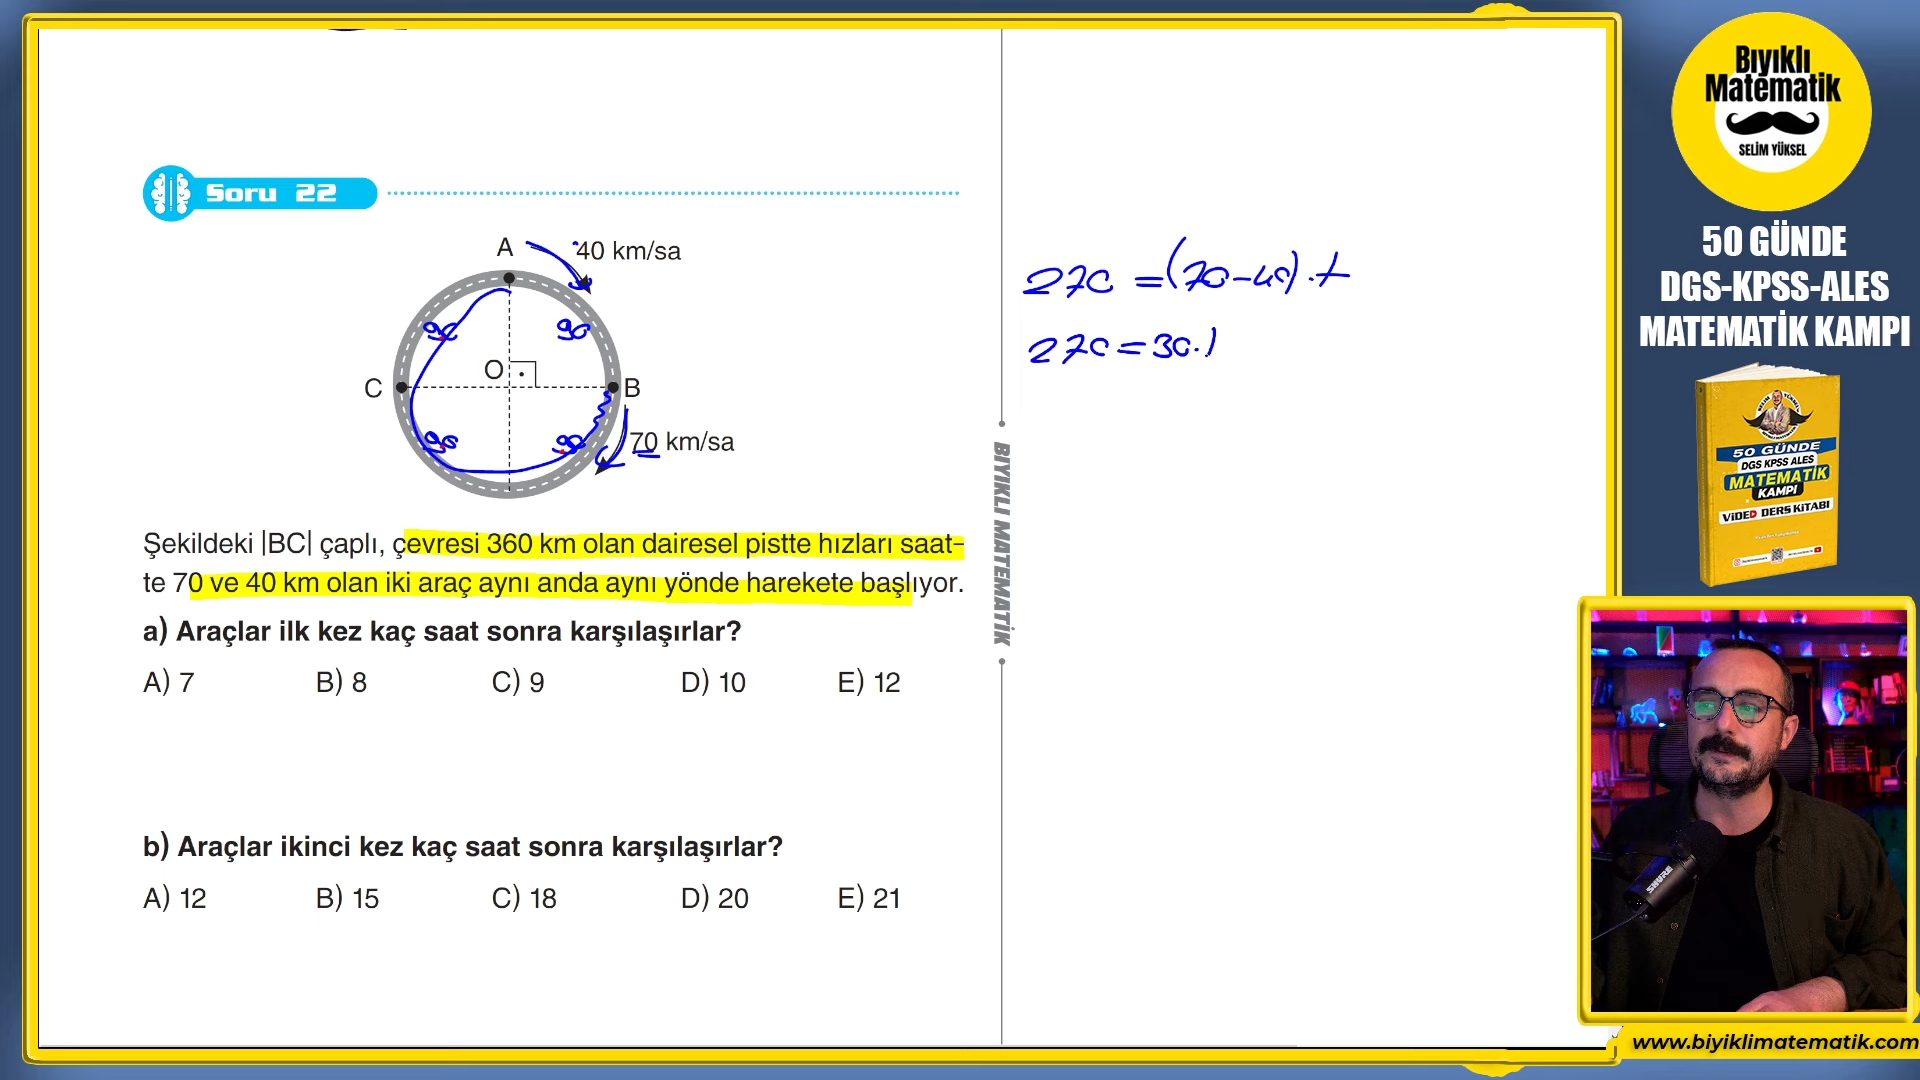 Soru 22
A
40 km/sa
90
90
O
C
B
90
90
70 km/sa
Şekildeki |BC| çaplı, çevresi 360 km olan dairesel pistte hızları saat-
te 70 ve 40 km olan iki araç aynı anda aynı yönde harekete başlıyor.
a) Araçlar ilk kez kaç saat sonra karşılaşırlar?
A) 7 B) 8 C) 9 D) 10 E) 12
b) Araçlar ikinci kez kaç saat sonra karşılaşırlar?
A) 12 B) 15 C) 18 D) 20 E) 21
BIYIKLI MATEMATİK
270 = (70-40).t
270 = 30.
Bıyıklı
Matematik
SELİM YÜKSEL
50 GÜNDE
DGS-KPSS-ALES
MATEMATİK KAMPI
SELİM YÜKSEL
50 GÜNDE
DGS KPSS ALES
MATEMATİK
KAMPI
VİDEO DERS KİTABI
SHURE
www.biyiklimatematik.com